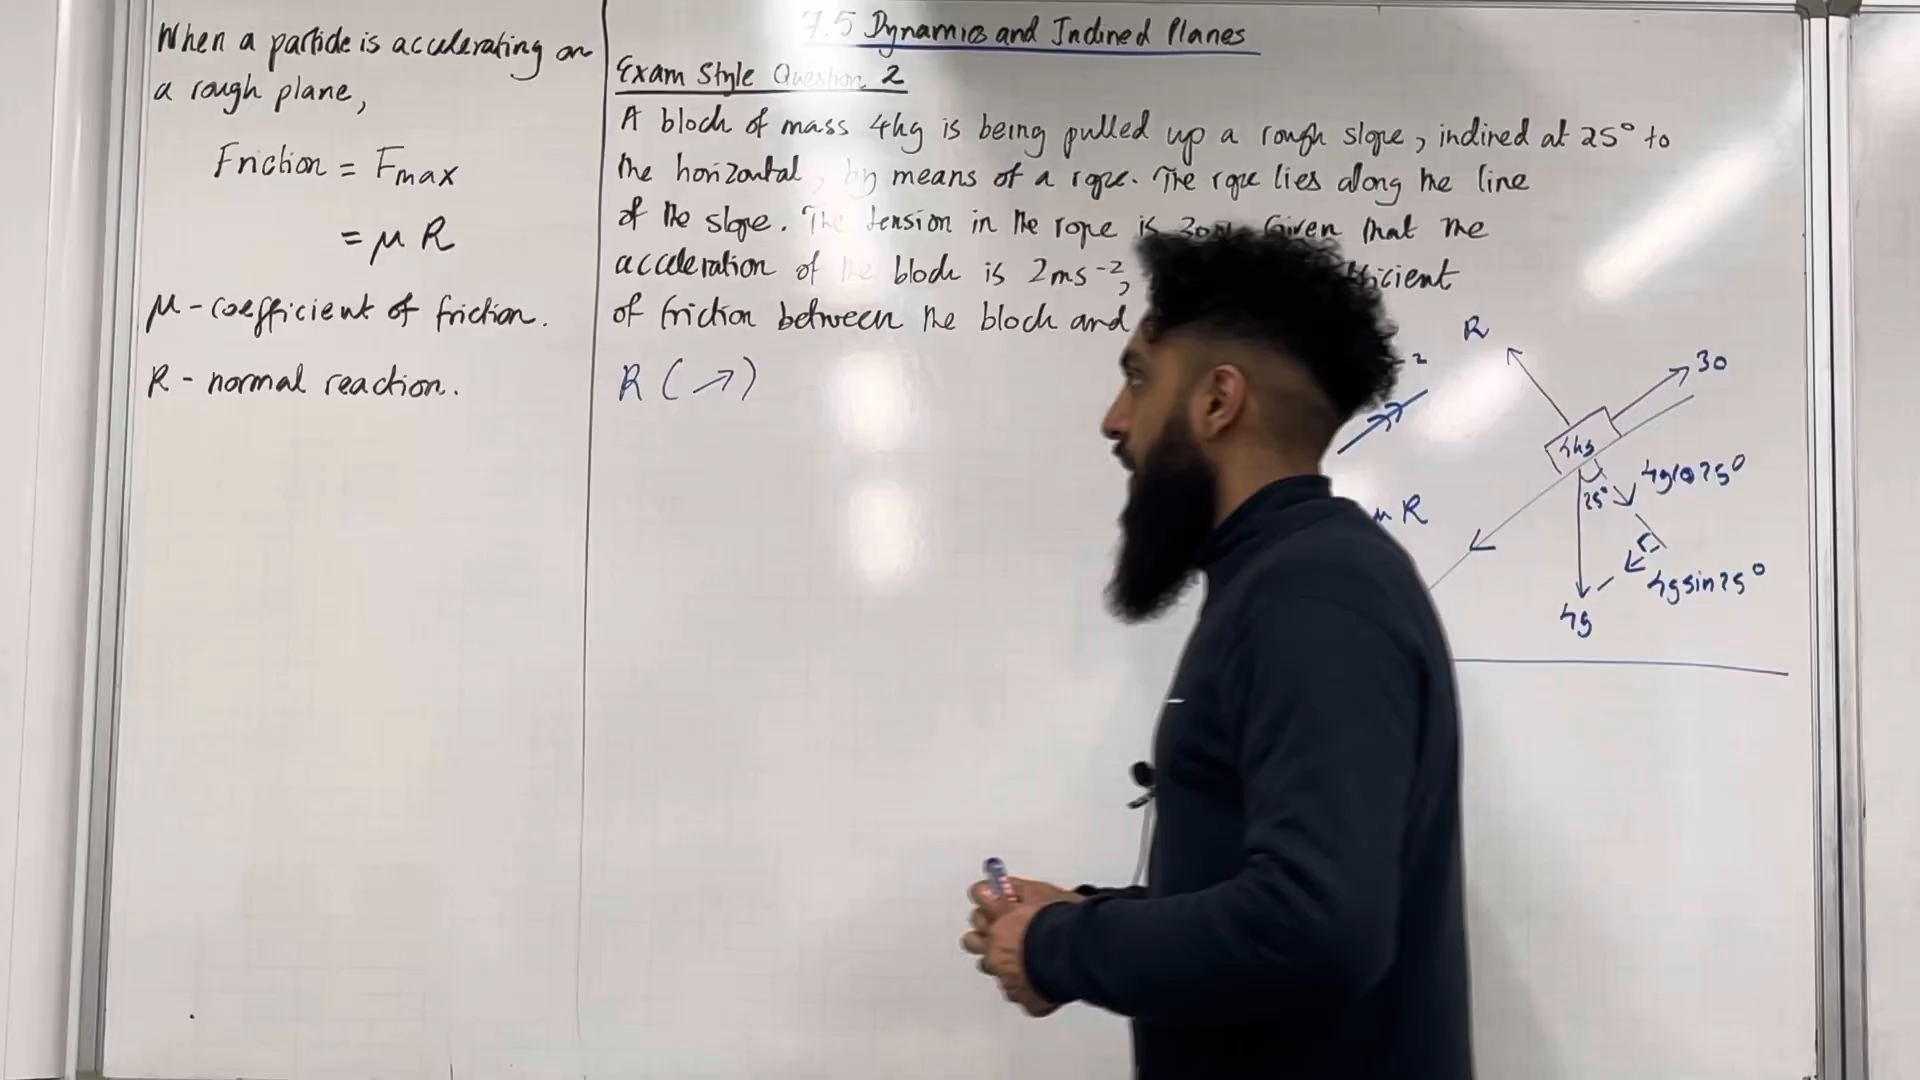 When a particle is accelerating on
a rough plane,
Friction = Fmax
= μ R
μ - coefficient of friction.
R - normal reaction.
7.5 Dynamics and Inclined Planes
Exam Style Question 2
A block of mass 4kg is being pulled up a rough slope, inclined at 25° to
the horizontal, by means of a rope. The rope lies along the line
of the slope. The tension in the rope is 30N. Given that the
acceleration of the block is 2ms⁻²,
of friction between the block and
R (↗)
R
30
4kg
25°
4gcos25°
μ R
4gsin25°
4g